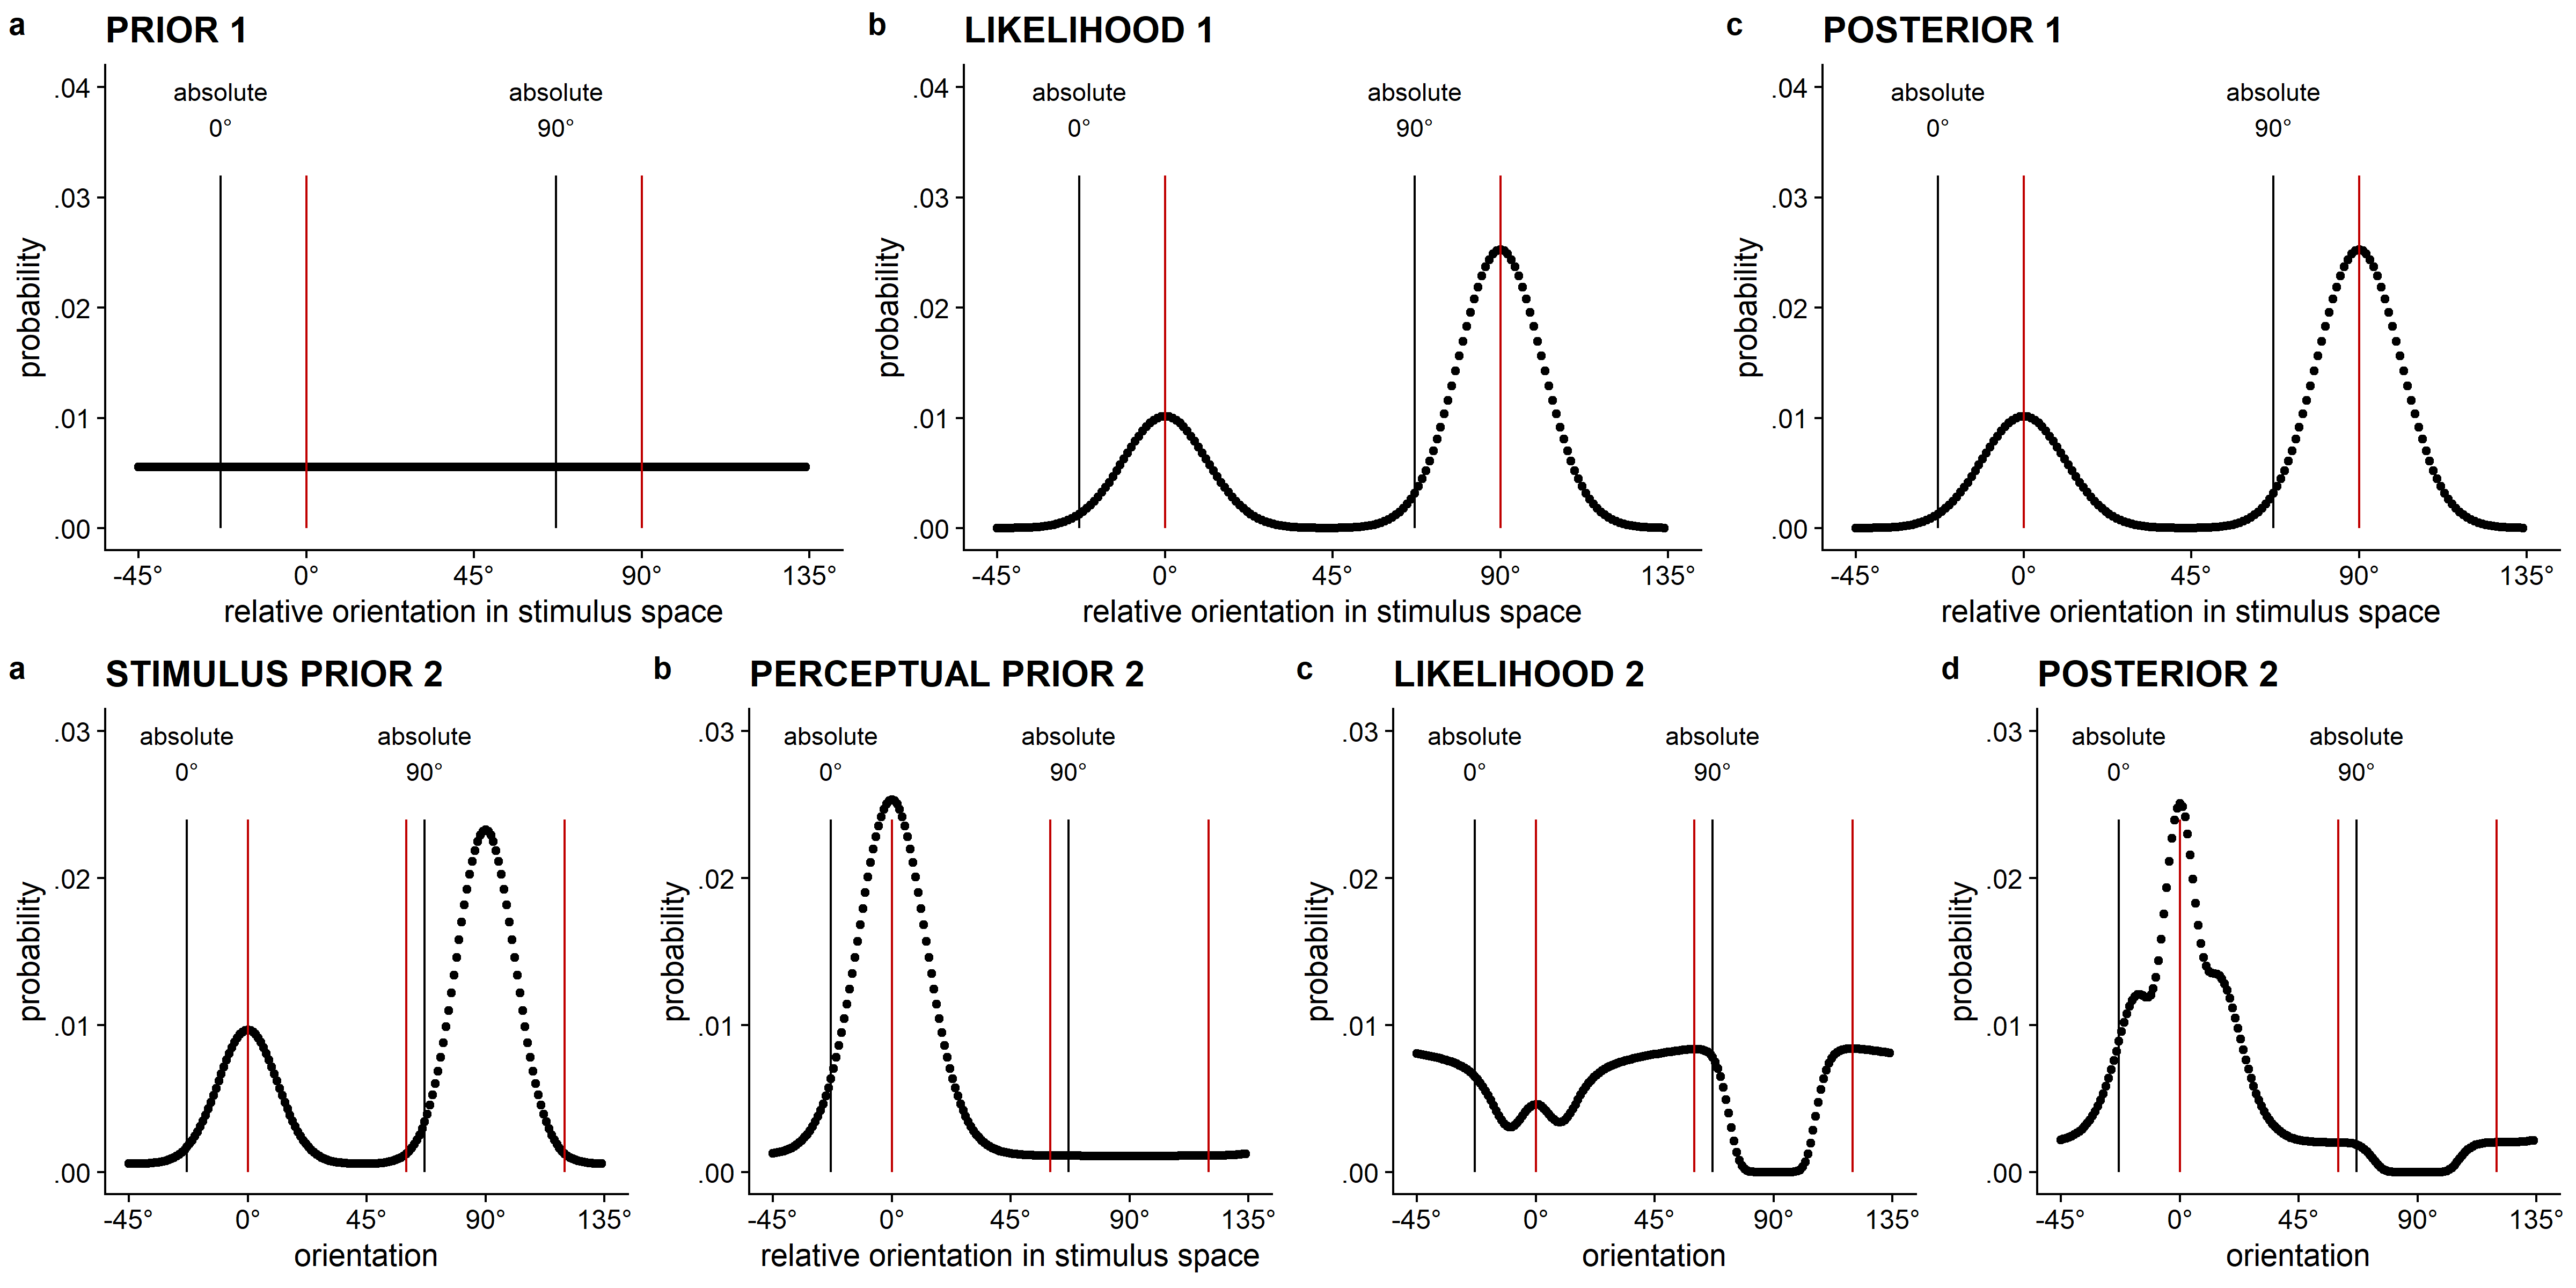 a PRIOR 1
absolute absolute
0° 90°
.04
.03
.02
.01
.00
probability
-45° 0° 45° 90° 135°
relative orientation in stimulus space
b LIKELIHOOD 1
absolute absolute
0° 90°
.04
.03
.02
.01
.00
probability
-45° 0° 45° 90° 135°
relative orientation in stimulus space
c POSTERIOR 1
absolute absolute
0° 90°
.04
.03
.02
.01
.00
probability
-45° 0° 45° 90° 135°
relative orientation in stimulus space
a STIMULUS PRIOR 2
absolute absolute
0° 90°
.03
.02
.01
.00
probability
-45° 0° 45° 90° 135°
orientation
b PERCEPTUAL PRIOR 2
absolute absolute
0° 90°
.03
.02
.01
.00
probability
-45° 0° 45° 90° 135°
relative orientation in stimulus space
c LIKELIHOOD 2
absolute absolute
0° 90°
.03
.02
.01
.00
probability
-45° 0° 45° 90° 135°
orientation
d POSTERIOR 2
absolute absolute
0° 90°
.03
.02
.01
.00
probability
-45° 0° 45° 90° 135°
orientation